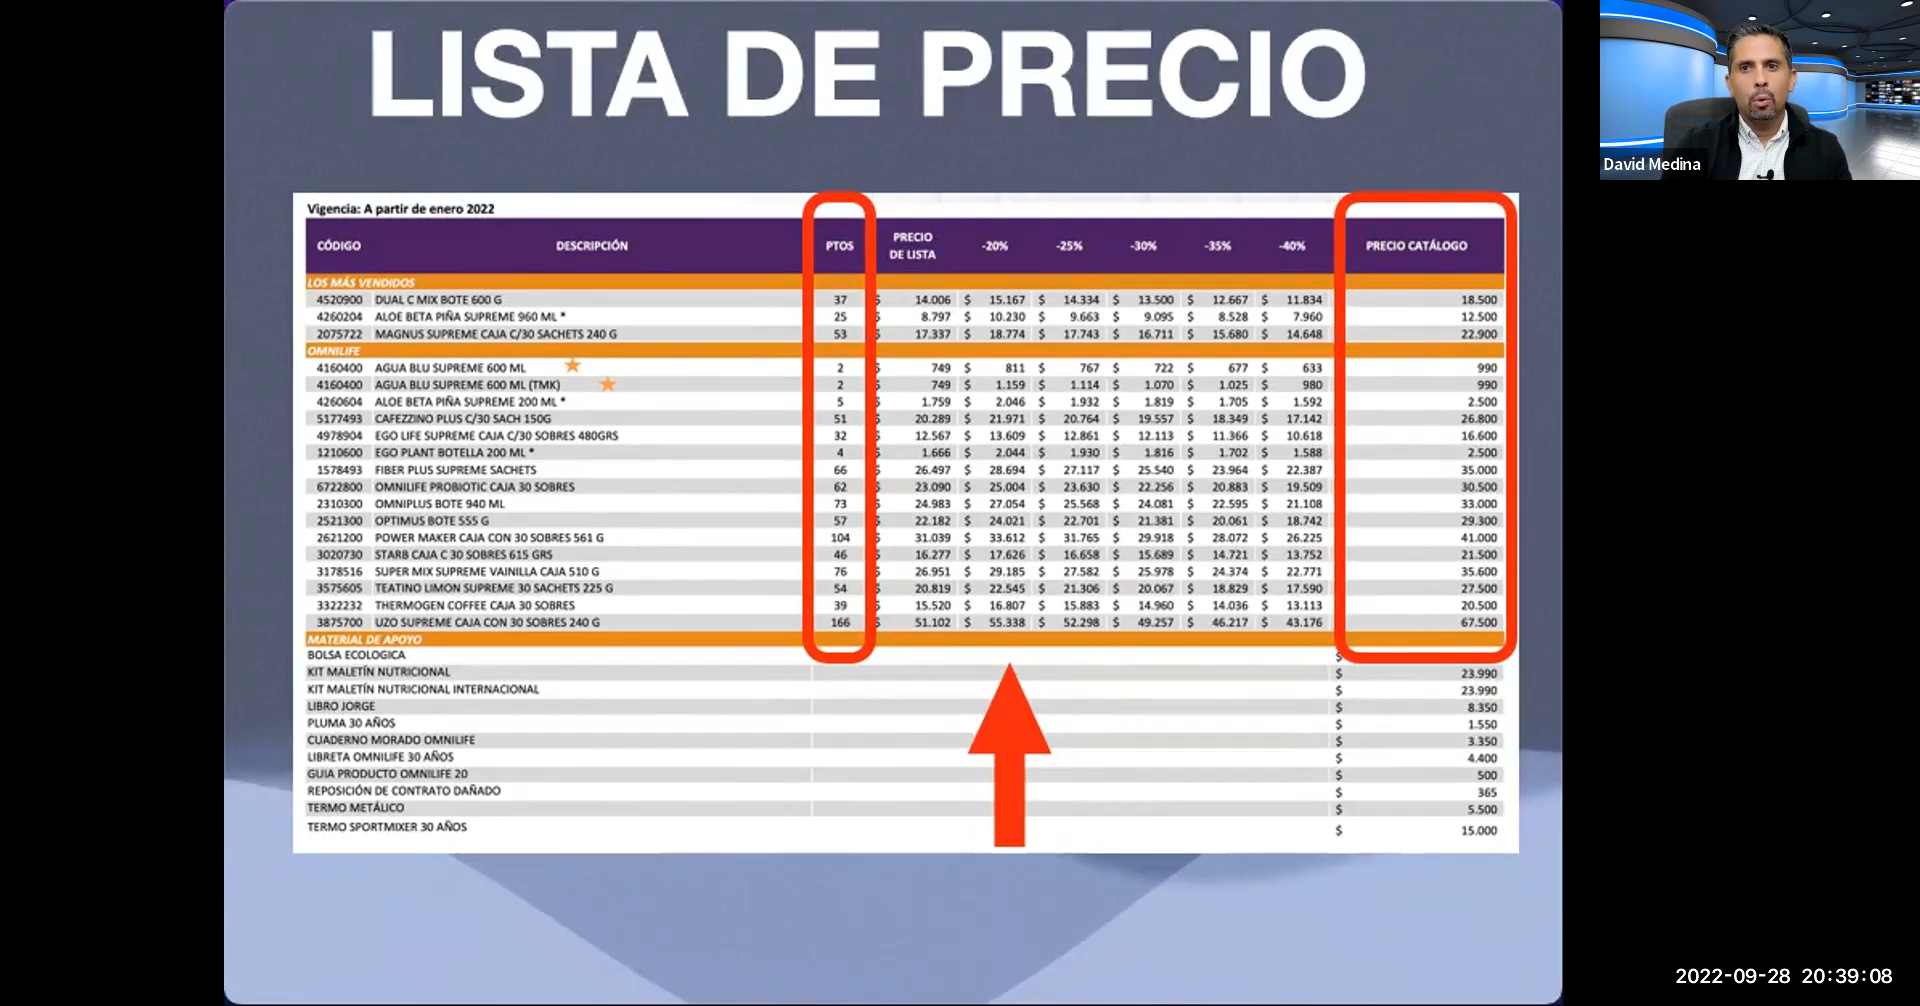 LISTA DE PRECIO
David Medina
Vigencia: A partir de enero 2022
CÓDIGO DESCRIPCIÓN PTOS PRECIO DE LISTA -20% -25% -30% -35% -40% PRECIO CATÁLOGO
LOS MÁS VENDIDOS
4520900 DUAL C MIX BOTE 600 G 37 $ 14.006 $ 15.167 $ 14.334 $ 13.500 $ 12.667 $ 11.834 18.500
4260204 ALOE BETA PIÑA SUPREME 960 ML * 25 $ 8.797 $ 10.230 $ 9.663 $ 9.095 $ 8.528 $ 7.960 12.500
2075722 MAGNUS SUPREME CAJA C/30 SACHETS 240 G 53 $ 17.337 $ 18.774 $ 17.743 $ 16.711 $ 15.680 $ 14.648 22.900
OMNILIFE
4160400 AGUA BLU SUPREME 600 ML 2 $ 749 $ 811 $ 767 $ 722 $ 677 $ 633 990
4160400 AGUA BLU SUPREME 600 ML (TMK) 2 $ 749 $ 1.159 $ 1.114 $ 1.070 $ 1.025 $ 980 990
4260604 ALOE BETA PIÑA SUPREME 200 ML * 5 $ 1.759 $ 2.046 $ 1.932 $ 1.819 $ 1.705 $ 1.592 2.500
5177493 CAFEZZINO PLUS C/30 SACH 150G 51 $ 20.289 $ 21.971 $ 20.764 $ 19.557 $ 18.349 $ 17.142 26.800
4978904 EGO LIFE SUPREME CAJA C/30 SOBRES 480GRS 32 $ 12.567 $ 13.609 $ 12.861 $ 12.113 $ 11.366 $ 10.618 16.600
1210600 EGO PLANT BOTELLA 200 ML * 4 $ 1.666 $ 2.044 $ 1.930 $ 1.816 $ 1.702 $ 1.588 2.500
1578493 FIBER PLUS SUPREME SACHETS 66 $ 26.497 $ 28.694 $ 27.117 $ 25.540 $ 23.964 $ 22.387 35.000
6722800 OMNILIFE PROBIOTIC CAJA 30 SOBRES 62 $ 23.090 $ 25.004 $ 23.630 $ 22.256 $ 20.883 $ 19.509 30.500
2310300 OMNIPLUS BOTE 940 ML 73 $ 24.983 $ 27.054 $ 25.568 $ 24.081 $ 22.595 $ 21.108 33.000
2521300 OPTIMUS BOTE 555 G 57 $ 22.182 $ 24.021 $ 22.701 $ 21.381 $ 20.061 $ 18.742 29.300
2621200 POWER MAKER CAJA CON 30 SOBRES 561 G 104 $ 31.039 $ 33.612 $ 31.765 $ 29.918 $ 28.072 $ 26.225 41.000
3020730 STARB CAJA C 30 SOBRES 615 GRS 46 $ 16.277 $ 17.626 $ 16.658 $ 15.689 $ 14.721 $ 13.752 21.500
3178516 SUPER MIX SUPREME VAINILLA CAJA 510 G 76 $ 26.951 $ 29.185 $ 27.582 $ 25.978 $ 24.374 $ 22.771 35.600
3575605 TEATINO LIMON SUPREME 30 SACHETS 225 G 54 $ 20.819 $ 22.545 $ 21.306 $ 20.067 $ 18.829 $ 17.590 27.500
3322232 THERMOGEN COFFEE CAJA 30 SOBRES 39 $ 15.520 $ 16.807 $ 15.883 $ 14.960 $ 14.036 $ 13.113 20.500
3875700 UZO SUPREME CAJA CON 30 SOBRES 240 G 166 $ 51.102 $ 55.338 $ 52.298 $ 49.257 $ 46.217 $ 43.176 67.500
MATERIAL DE APOYO
BOLSA ECOLOGICA $
KIT MALETÍN NUTRICIONAL $ 23.990
KIT MALETÍN NUTRICIONAL INTERNACIONAL $ 23.990
LIBRO JORGE $ 8.350
PLUMA 30 AÑOS $ 1.550
CUADERNO MORADO OMNILIFE $ 3.350
LIBRETA OMNILIFE 30 AÑOS $ 4.400
GUIA PRODUCTO OMNILIFE 20 $ 500
REPOSICIÓN DE CONTRATO DAÑADO $ 365
TERMO METÁLICO $ 5.500
TERMO SPORTMIXER 30 AÑOS $ 15.000
2022-09-28 20:39:08